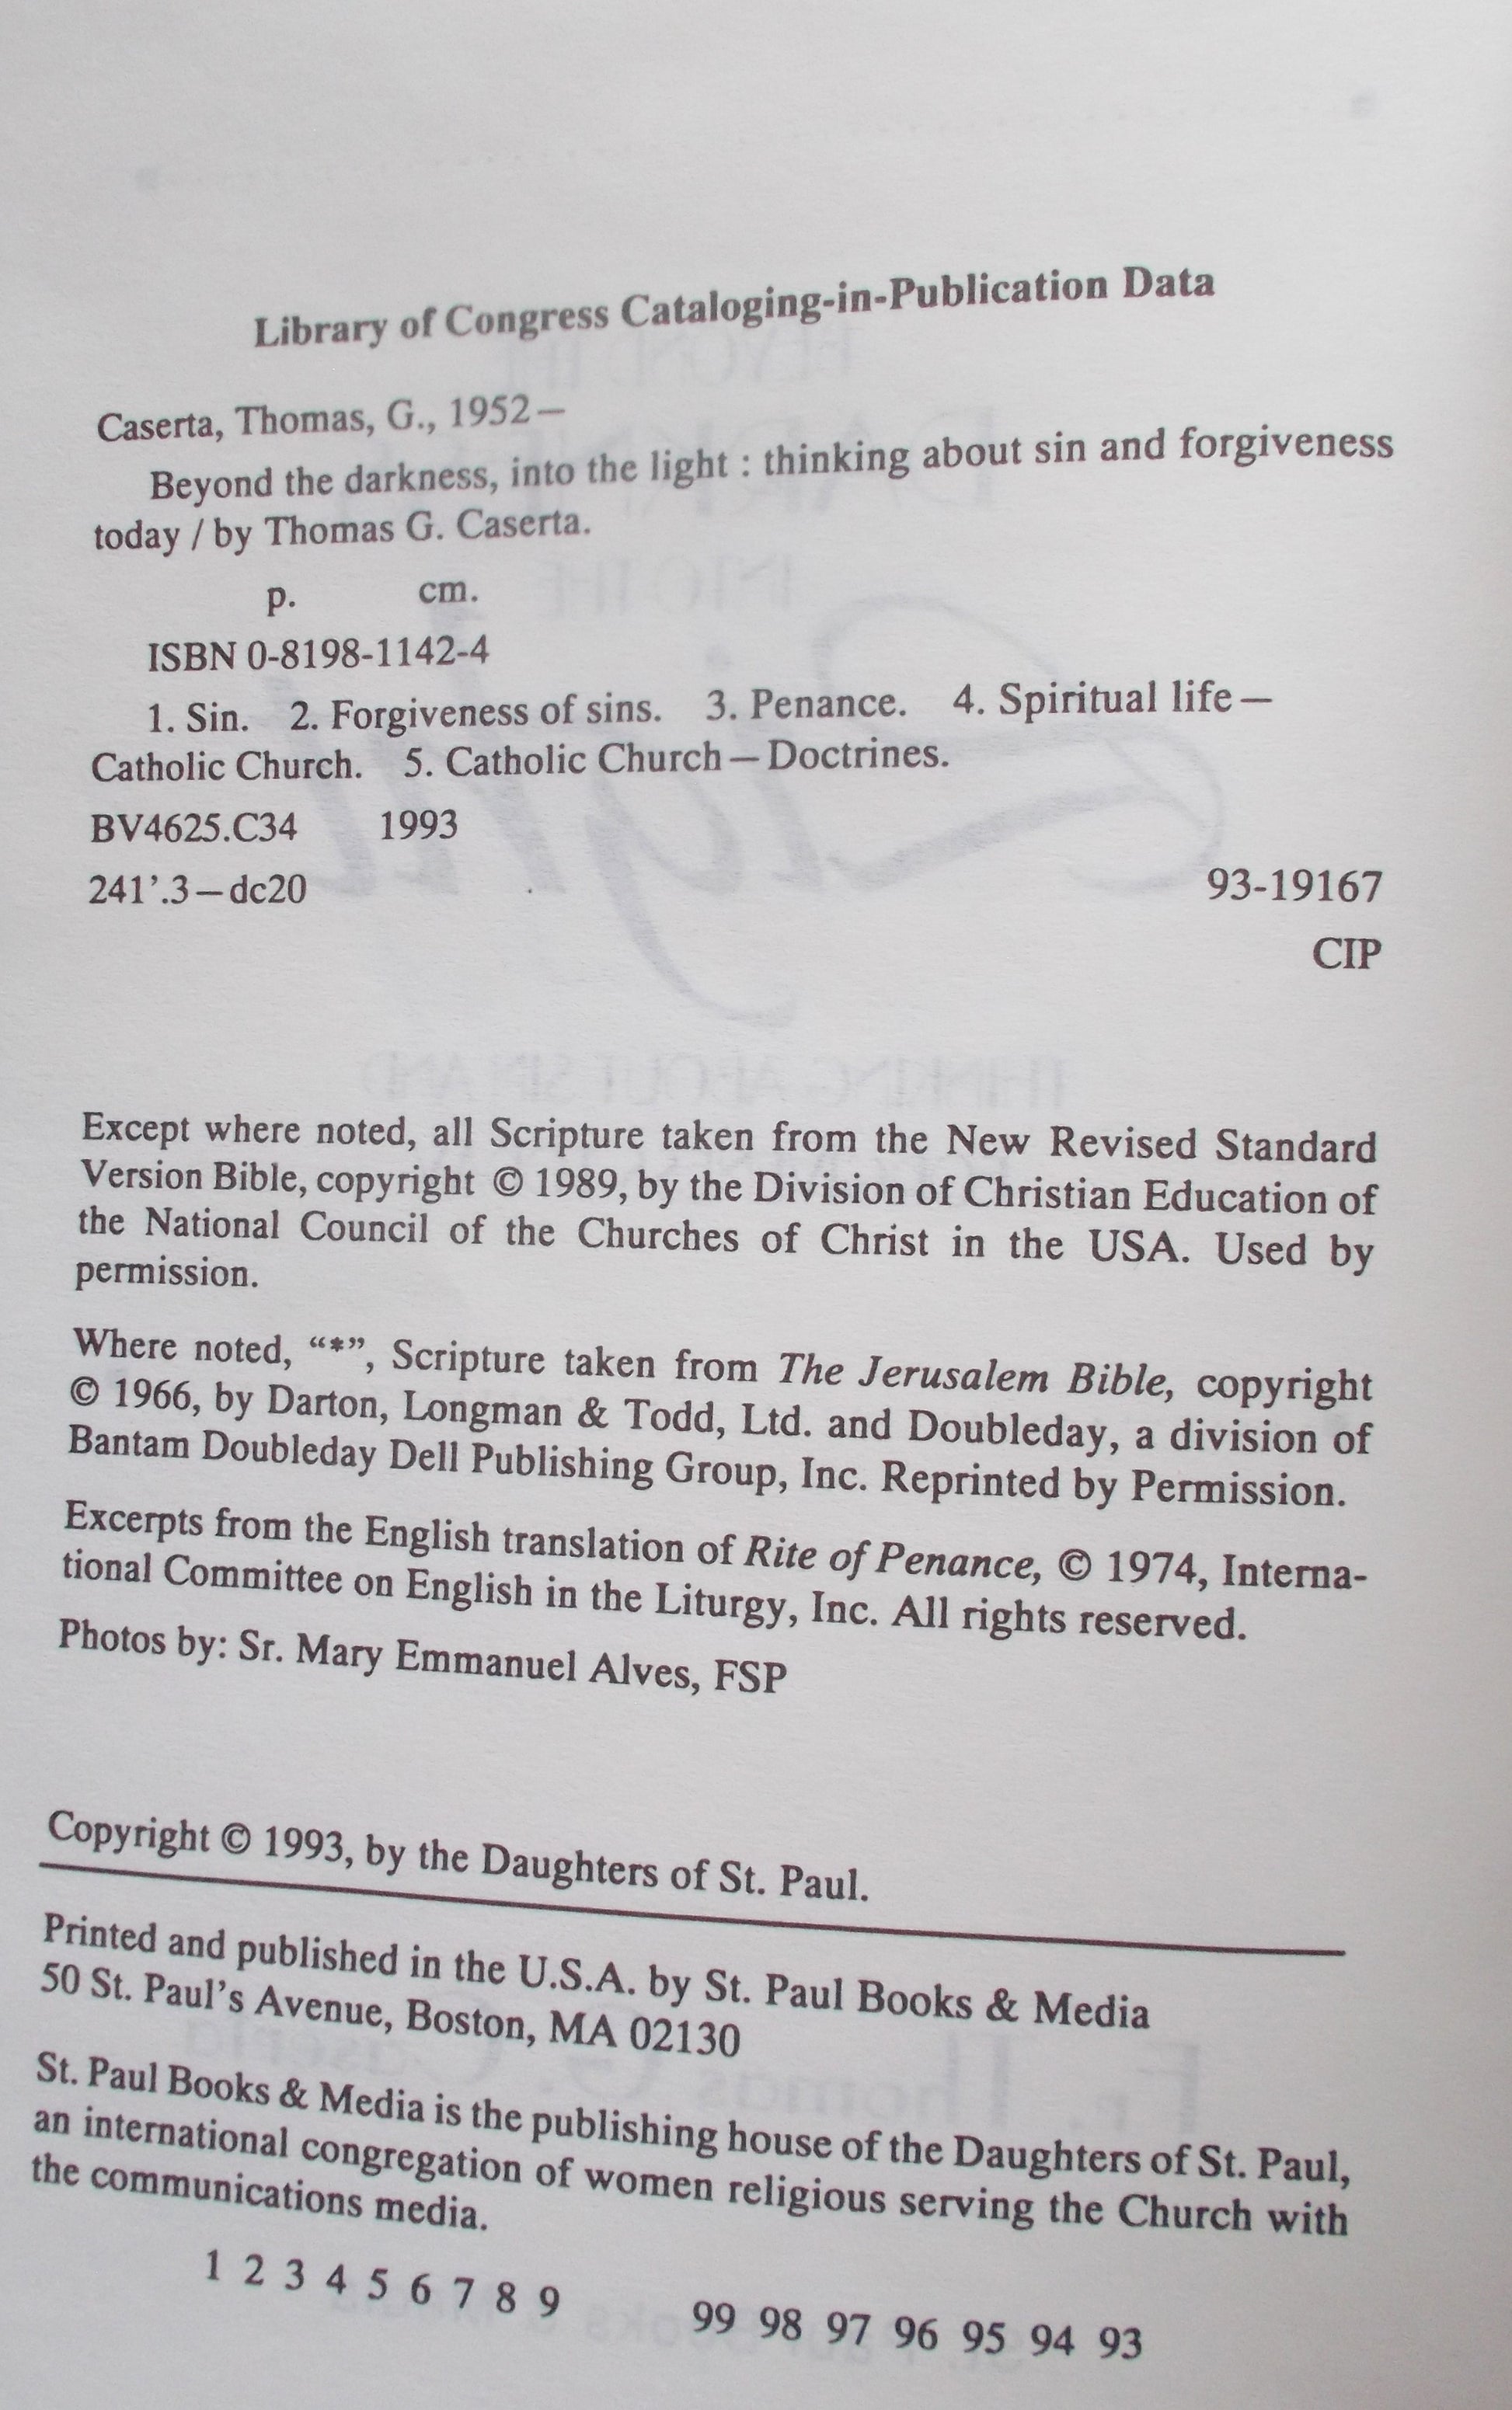 Library of Congress Cataloging-in-Publication Data
Caserta, Thomas, G., 1952—
Beyond the darkness, into the light : thinking about sin and forgiveness
today / by Thomas G. Caserta.
p. cm.
ISBN 0-8198-1142-4
1. Sin. 2. Forgiveness of sins. 3. Penance. 4. Spiritual life—
Catholic Church. 5. Catholic Church—Doctrines.
BV4625.C34 1993
241’.3—dc20 93-19167
CIP
Except where noted, all Scripture taken from the New Revised Standard
Version Bible, copyright © 1989, by the Division of Christian Education of
the National Council of the Churches of Christ in the USA. Used by
permission.
Where noted, “*”, Scripture taken from The Jerusalem Bible, copyright
© 1966, by Darton, Longman & Todd, Ltd. and Doubleday, a division of
Bantam Doubleday Dell Publishing Group, Inc. Reprinted by Permission.
Excerpts from the English translation of Rite of Penance, © 1974, Interna-
tional Committee on English in the Liturgy, Inc. All rights reserved.
Photos by: Sr. Mary Emmanuel Alves, FSP
Copyright © 1993, by the Daughters of St. Paul.
Printed and published in the U.S.A. by St. Paul Books & Media
50 St. Paul’s Avenue, Boston, MA 02130
St. Paul Books & Media is the publishing house of the Daughters of St. Paul,
an international congregation of women religious serving the Church with
the communications media.
1 2 3 4 5 6 7 8 9 99 98 97 96 95 94 93